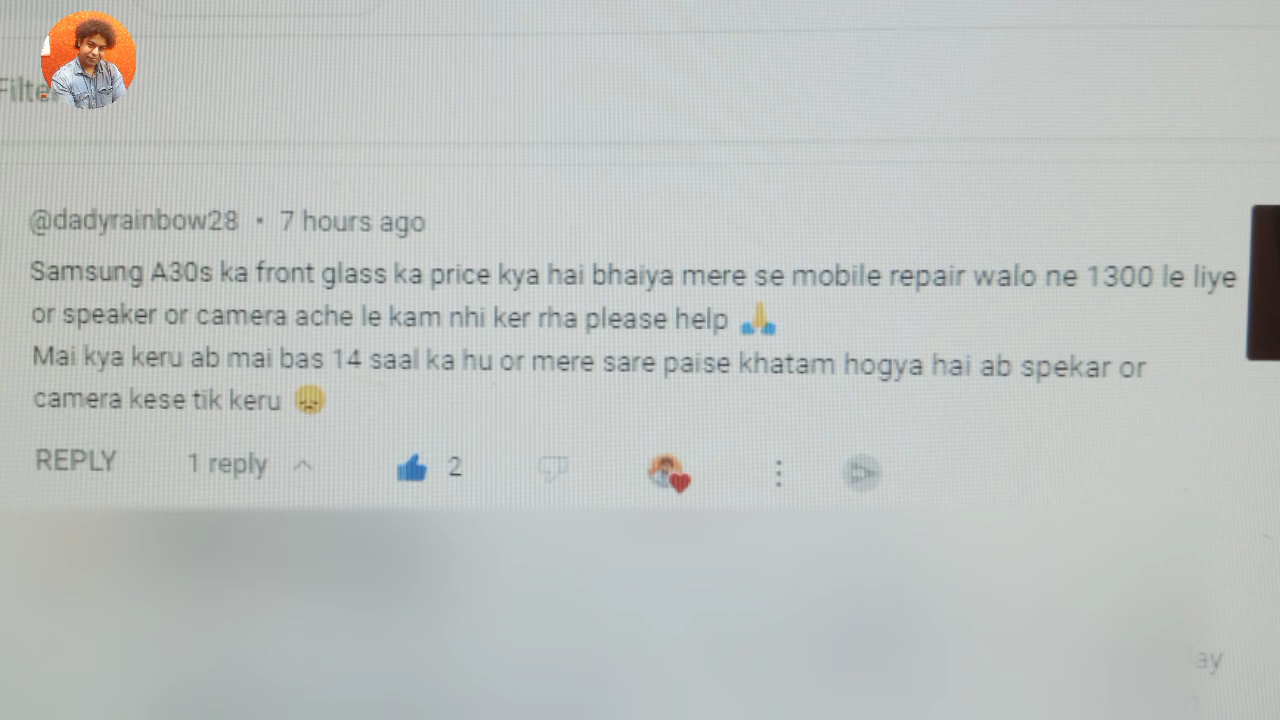 Filter
@dadyrainbow28 • 7 hours ago
Samsung A30s ka front glass ka price kya hai bhaiya mere se mobile repair walo ne 1300 le liye
or speaker or camera ache le kam nhi ker rha please help 🙏
Mai kya keru ab mai bas 14 saal ka hu or mere sare paise khatam hogya hai ab spekar or
camera kese tik keru 😭
REPLY 1 reply 2